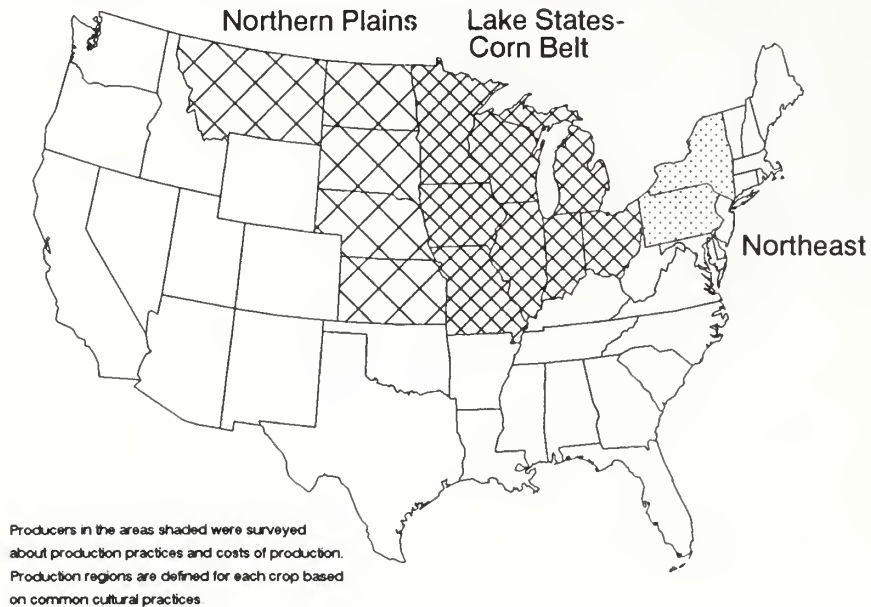 Northern Plains
Lake States-
Corn Belt
Northeast
Producers in the areas shaded were surveyed
about production practices and costs of production.
Production regions are defined for each crop based
on common cultural practices